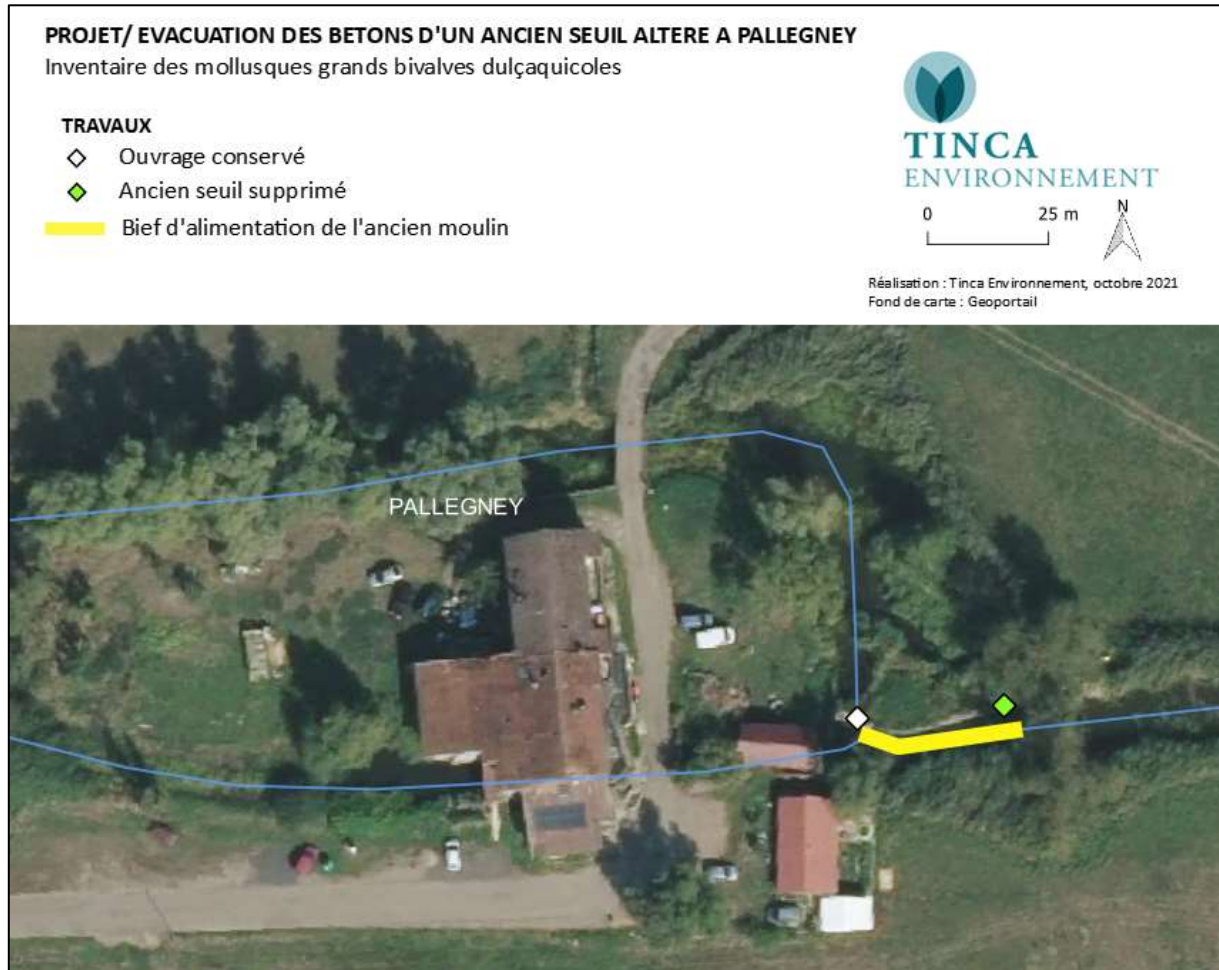 PROJET/ EVACUATION DES BETONS D'UN ANCIEN SEUIL ALTERE A PALLEGNEY
Inventaire des mollusques grands bivalves dulçaquicoles
TRAVAUX
Ouvrage conservé
Ancien seuil supprimé
Bief d'alimentation de l'ancien moulin
TINCA
ENVIRONNEMENT
0 25 m N
Réalisation : Tinca Environnement, octobre 2021
Fond de carte : Geoportail
PALLEGNEY